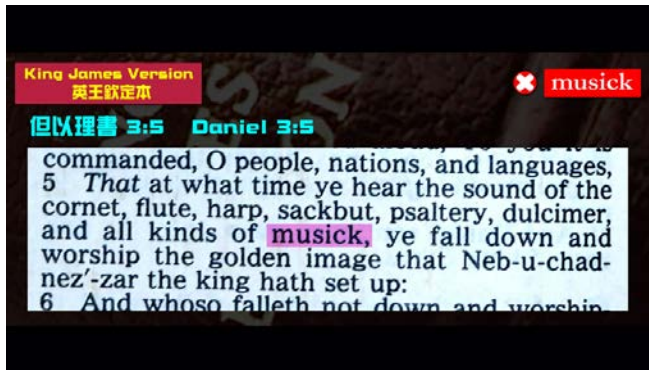 King James Version
英王欽定本
musick
但以理書 3:5 Daniel 3:5
commanded, O people, nations, and languages,
5 That at what time ye hear the sound of the
cornet, flute, harp, sackbut, psaltery, dulcimer,
and all kinds of musick, ye fall down and
worship the golden image that Neb-u-chad-
nez′-zar the king hath set up:
6 And whoso falleth not down and worship-